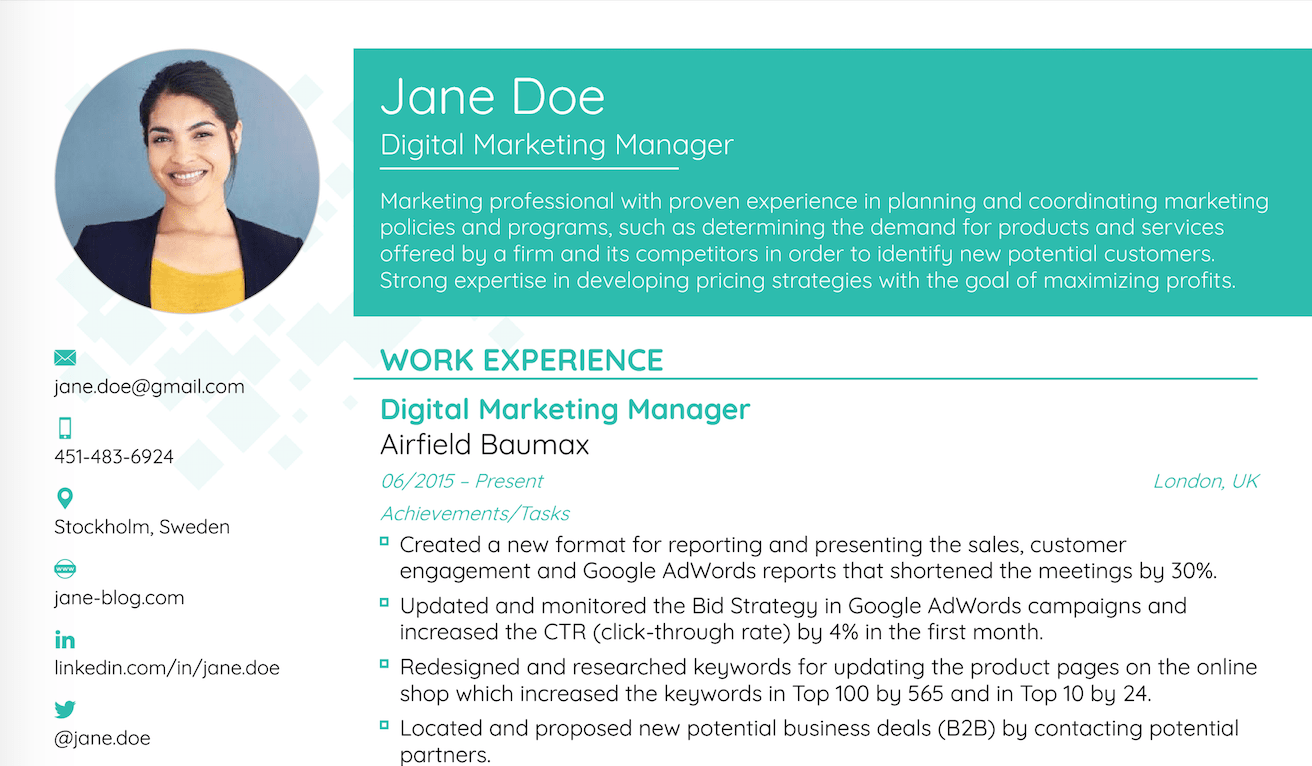 Jane Doe
Digital Marketing Manager
Marketing professional with proven experience in planning and coordinating marketing
policies and programs, such as determining the demand for products and services
offered by a firm and its competitors in order to identify new potential customers.
Strong expertise in developing pricing strategies with the goal of maximizing profits.
jane.doe@gmail.com
451-483-6924
Stockholm, Sweden
www
jane-blog.com
in
linkedin.com/in/jane.doe
@jane.doe
WORK EXPERIENCE
Digital Marketing Manager
Airfield Baumax
06/2015 – Present
London, UK
Achievements/Tasks
Created a new format for reporting and presenting the sales, customer
engagement and Google AdWords reports that shortened the meetings by 30%.
Updated and monitored the Bid Strategy in Google AdWords campaigns and
increased the CTR (click-through rate) by 4% in the first month.
Redesigned and researched keywords for updating the product pages on the online
shop which increased the keywords in Top 100 by 565 and in Top 10 by 24.
Located and proposed new potential business deals (B2B) by contacting potential
partners.